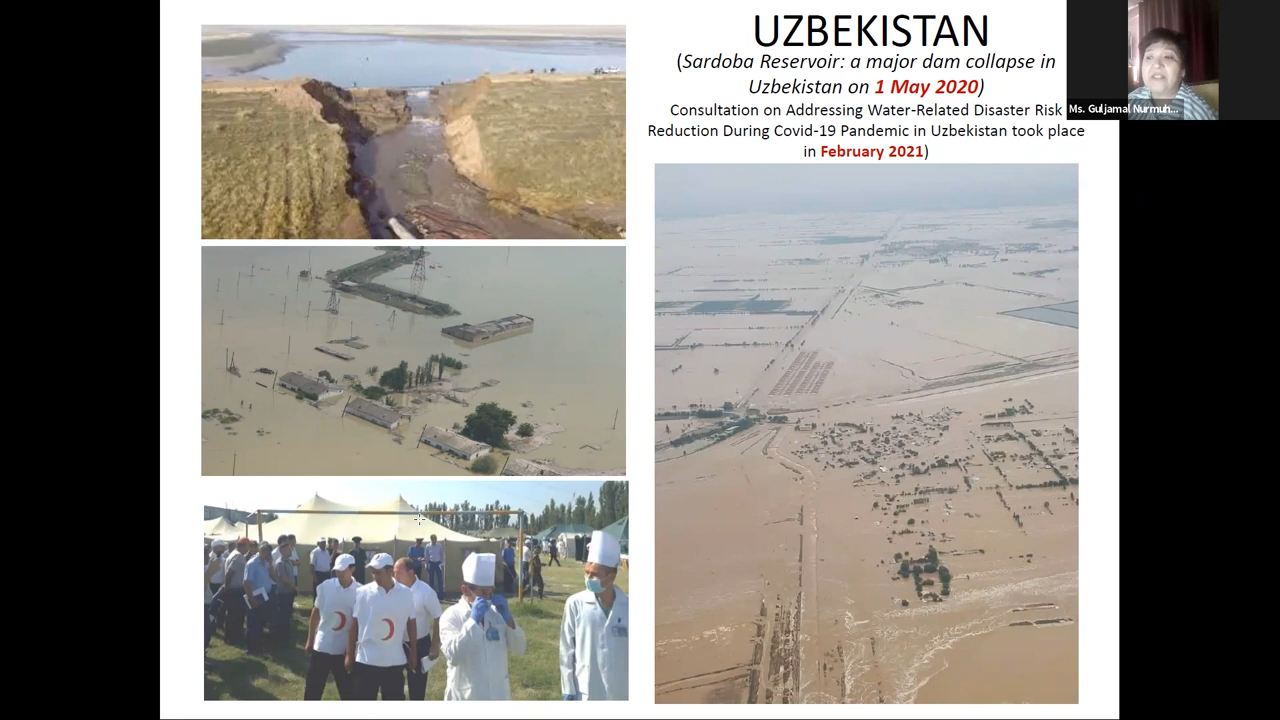 UZBEKISTAN
(Sardoba Reservoir: a major dam collapse in
Uzbekistan on 1 May 2020)
Consultation on Addressing Water-Related Disaster Risk
Reduction During Covid-19 Pandemic in Uzbekistan took place
in February 2021)
Ms. Guljamal Nurmuh...